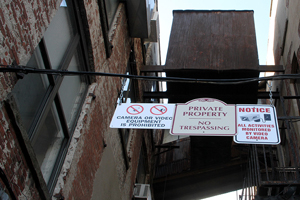 CAMERA OR VIDEO
EQUIPMENT
IS PROHIBITED
PRIVATE
PROPERTY
NO
TRESPASSING
NOTICE
ALL ACTIVITIES
MONITORED
BY VIDEO
CAMERA